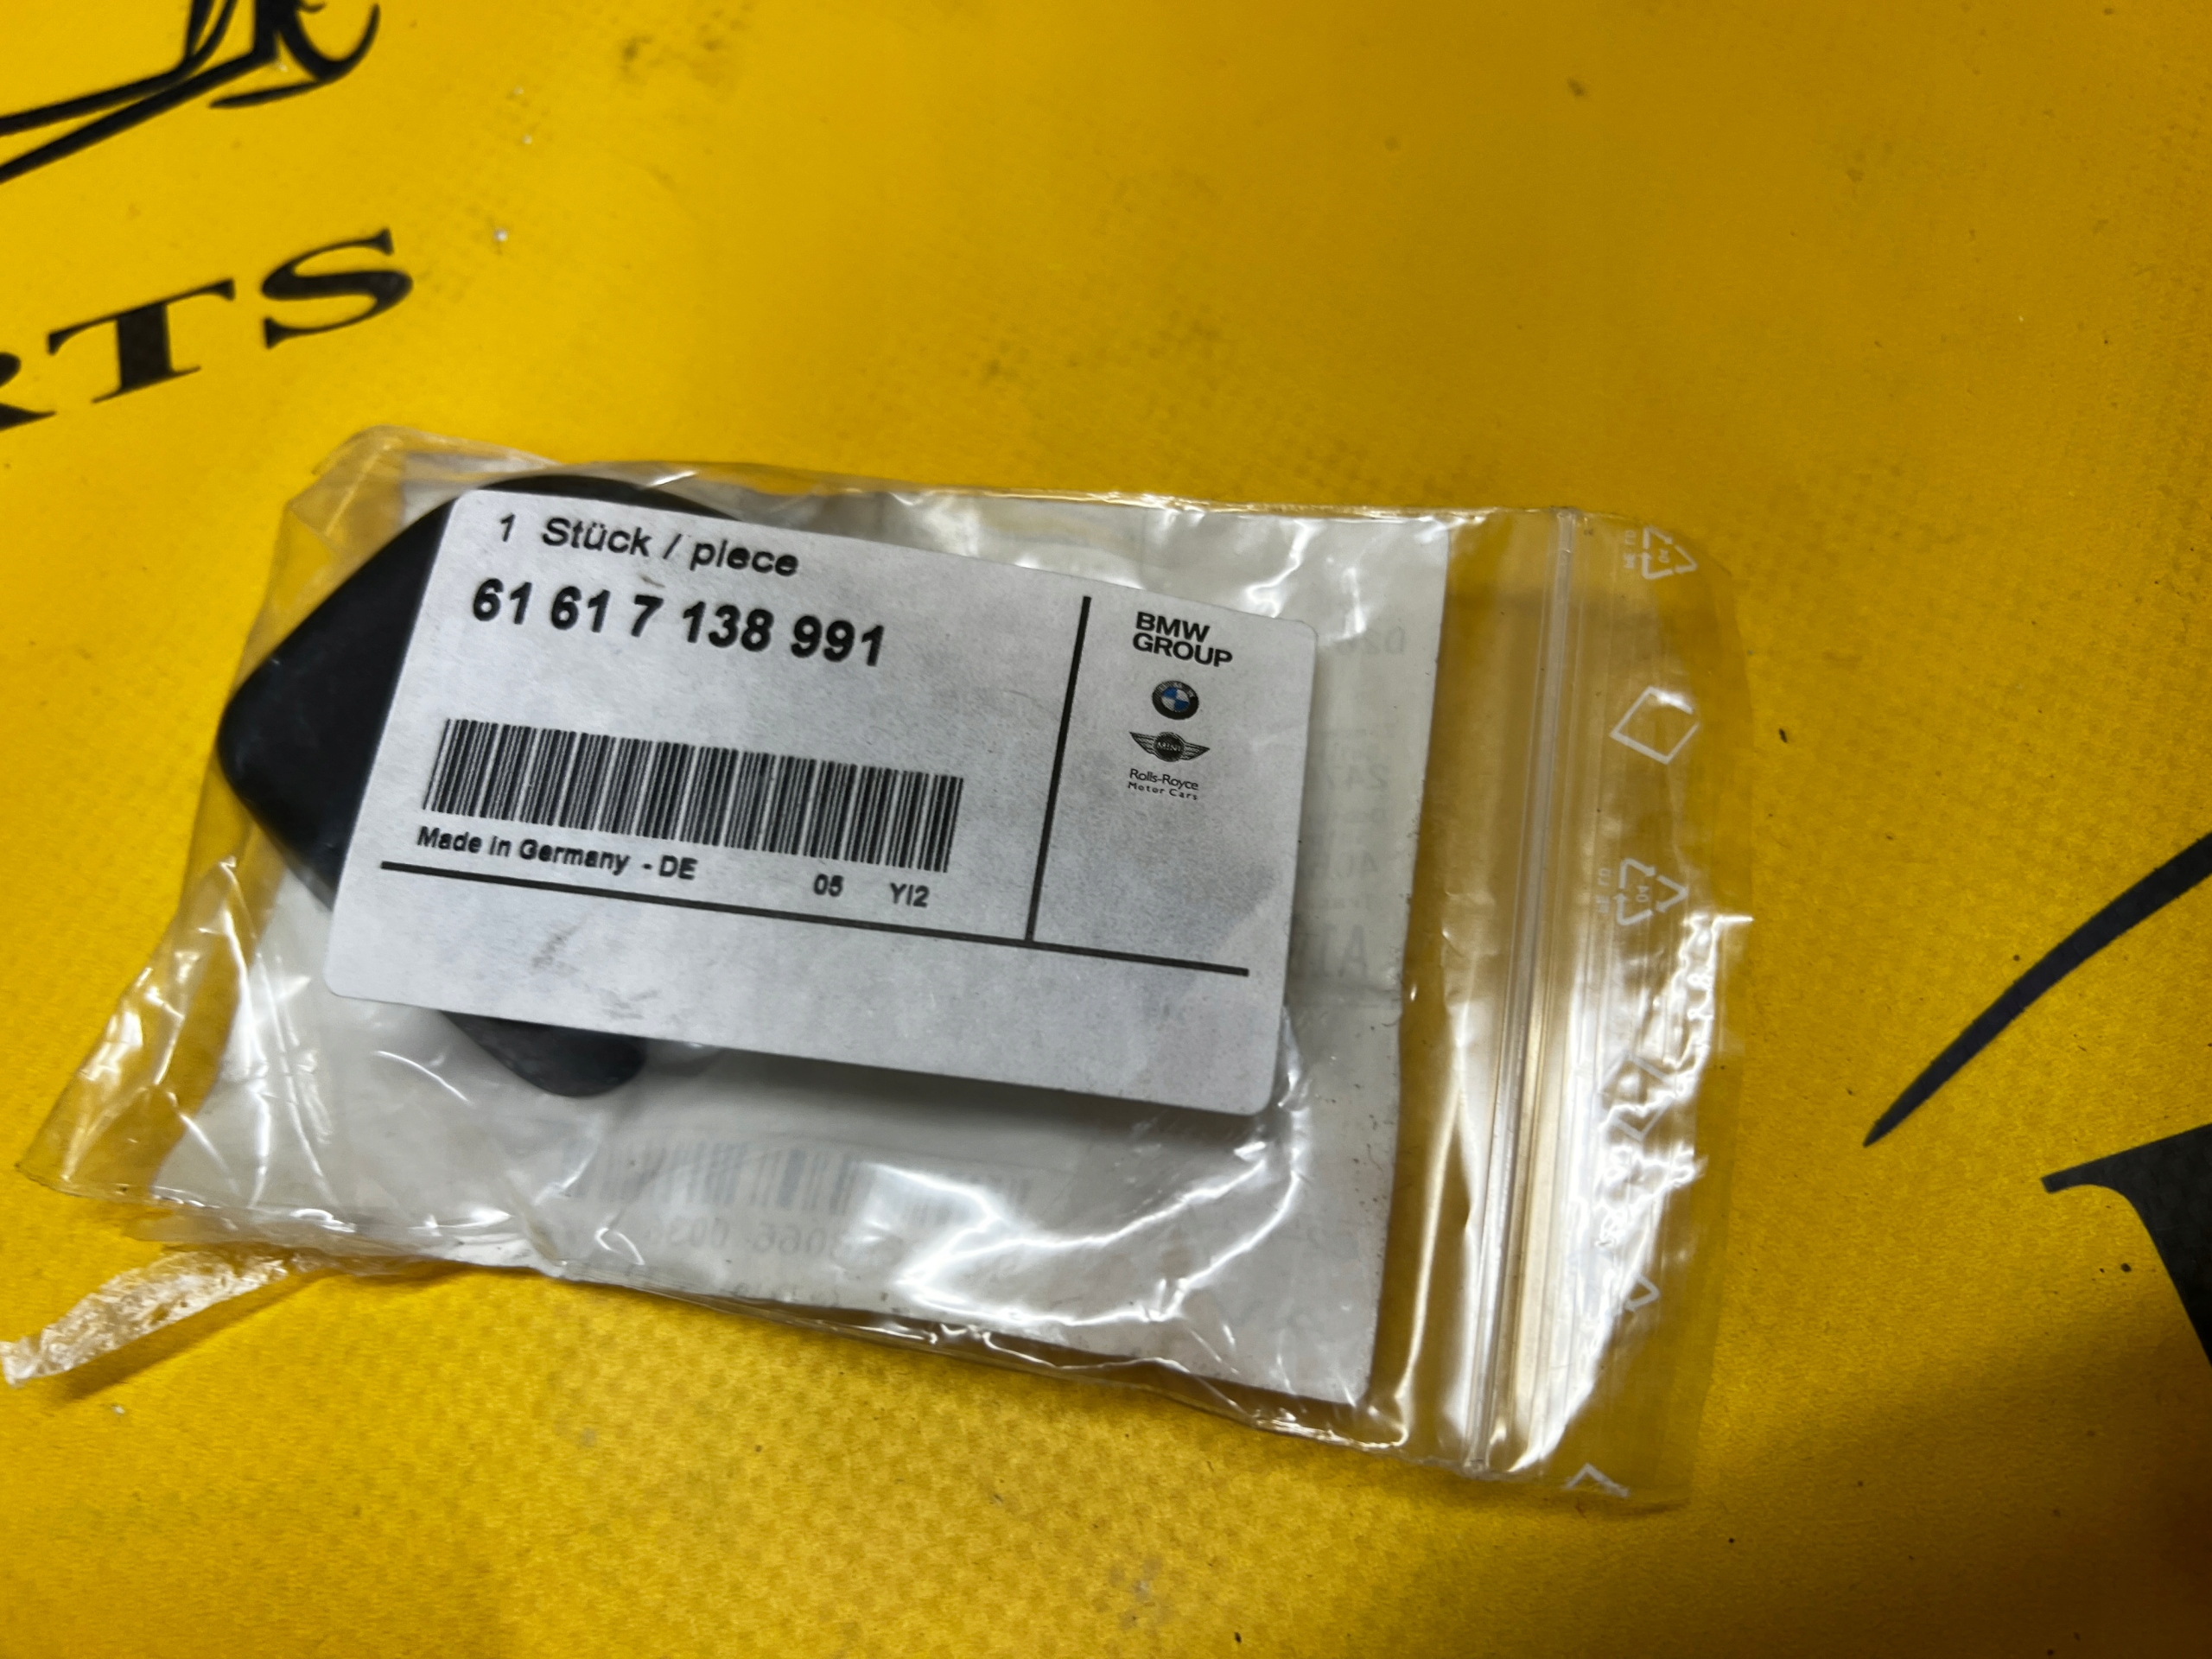 RTS
1 Stück / piece
61 61 7 138 991
Made in Germany - DE 05 YI2
BMW
GROUP
MINI
Rolls-Royce
Motor Cars